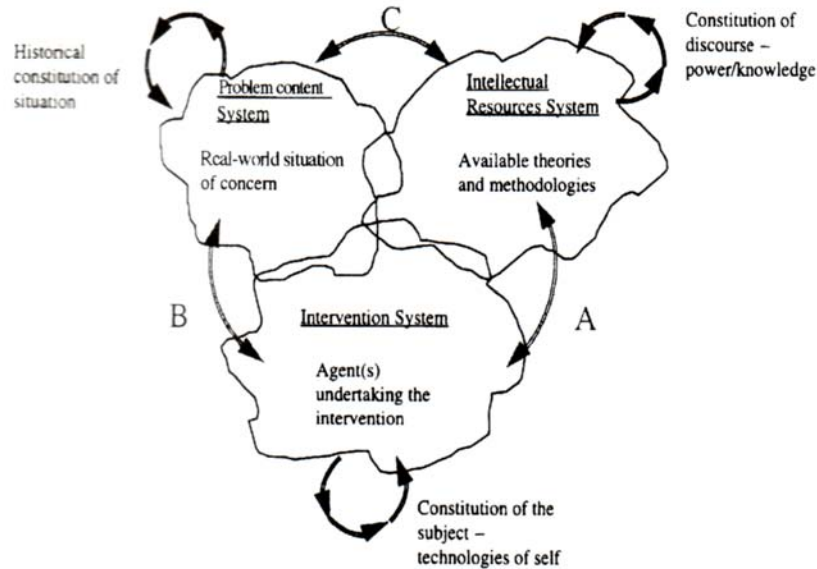 C
Constitution of
discourse –
power/knowledge
Historical
constitution of
situation
Problem content
System
Real-world situation
of concern
Intellectual
Resources System
Available theories
and methodologies
B
A
Intervention System
Agent(s)
undertaking the
intervention
Constitution of the
subject –
technologies of self